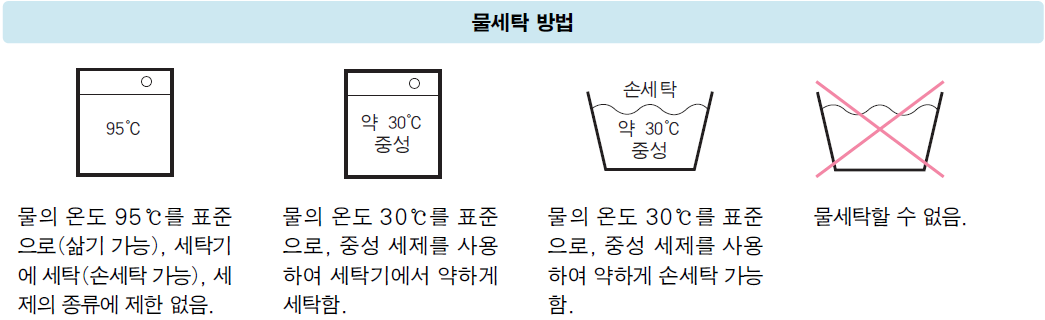 물세탁 방법
95℃
약 30℃
중성
손세탁
약 30℃
중성
물의 온도 95℃를 표준
으로(삶기 가능), 세탁기
에 세탁(손세탁 가능), 세
제의 종류에 제한 없음.
물의 온도 30℃를 표준
으로, 중성 세제를 사용
하여 세탁기에서 약하게
세탁함.
물의 온도 30℃를 표준
으로, 중성 세제를 사용
하여 약하게 손세탁 가능
함.
물세탁할 수 없음.